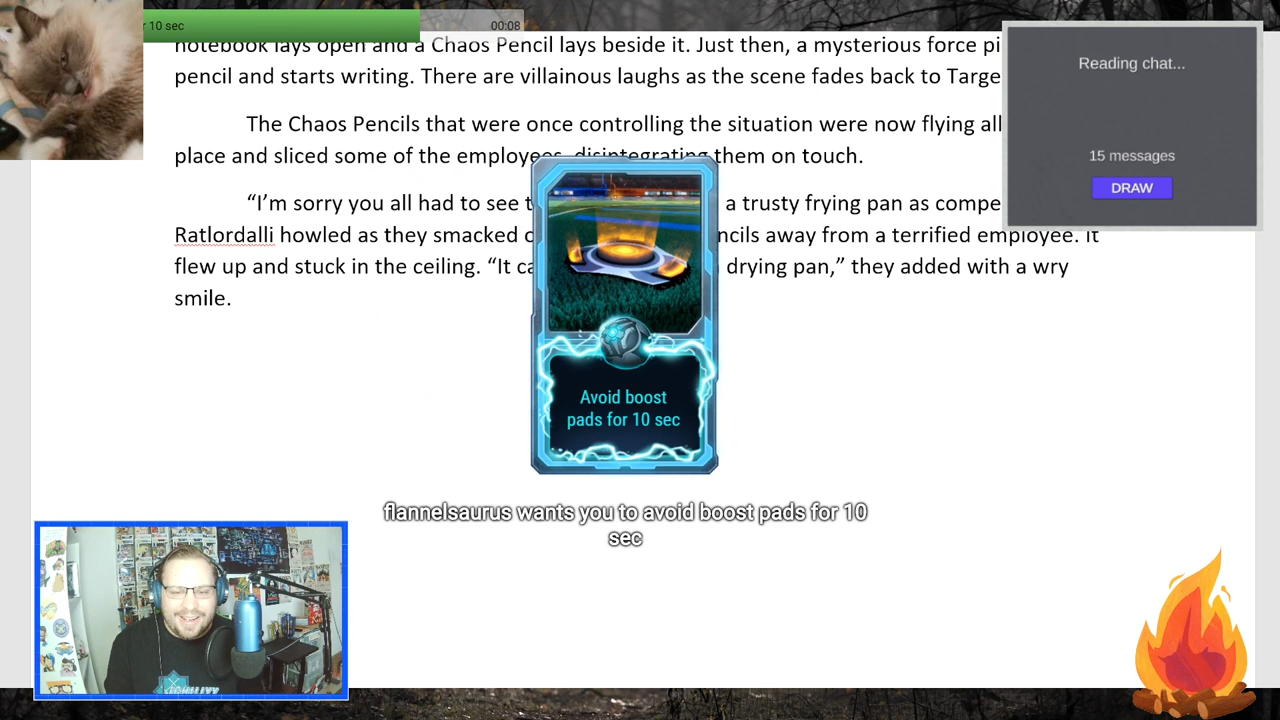 r 10 sec
00:08
notebook lays open and a Chaos Pencil lays beside it. Just then, a mysterious force pi
pencil and starts writing. There are villainous laughs as the scene fades back to Targe
The Chaos Pencils that were once controlling the situation were now flying all
place and sliced some of the employees, disintegrating them on touch.
“I’m sorry you all had to see t a trusty frying pan as compe
Ratlordalli howled as they smacked ncils away from a terrified employee. It
flew up and stuck in the ceiling. “It ca drying pan,” they added with a wry
smile.
Reading chat...
15 messages
DRAW
Avoid boost
pads for 10 sec
flannelsaurus wants you to avoid boost pads for 10
sec